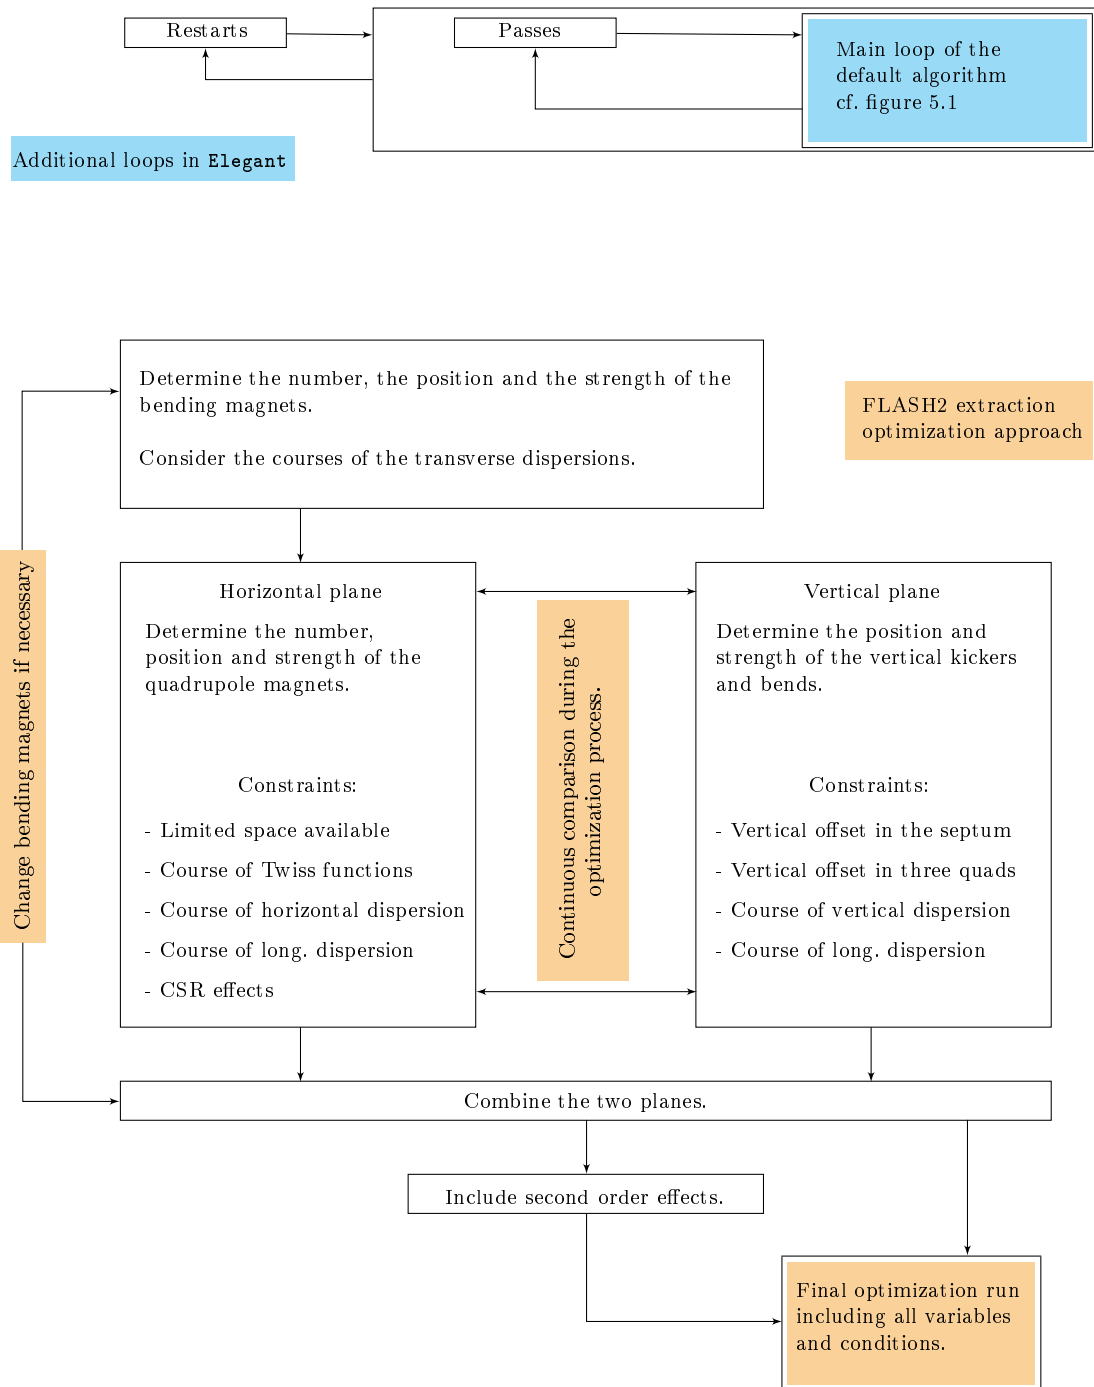 Restarts
Passes
Main loop of the
default algorithm
cf. figure 5.1
Additional loops in Elegant
Determine the number, the position and the strength of the
bending magnets.
Consider the courses of the transverse dispersions.
FLASH2 extraction
optimization approach
Change bending magnets if necessary
Horizontal plane
Determine the number,
position and strength of the
quadrupole magnets.
Constraints:
- Limited space available
- Course of Twiss functions
- Course of horizontal dispersion
- Course of long. dispersion
- CSR effects
Continuous comparison during the
optimization process.
Vertical plane
Determine the position and
strength of the vertical kickers
and bends.
Constraints:
- Vertical offset in the septum
- Vertical offset in three quads
- Course of vertical dispersion
- Course of long. dispersion
Combine the two planes.
Include second order effects.
Final optimization run
including all variables
and conditions.